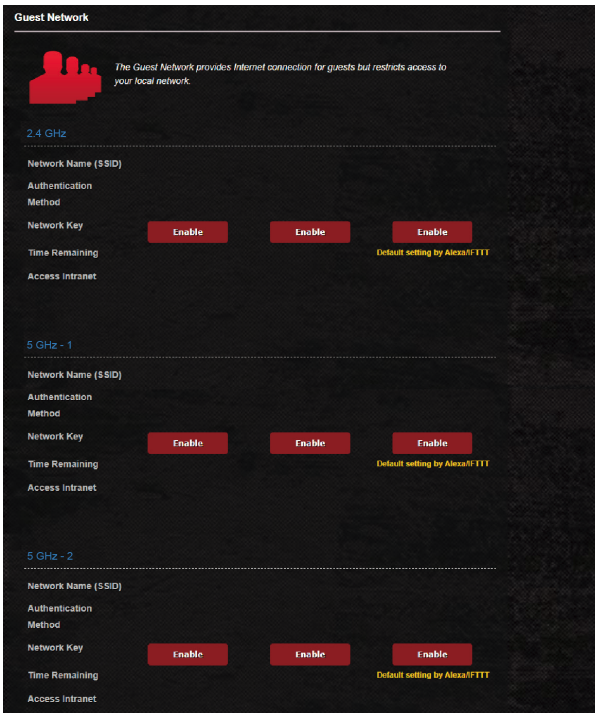 Guest Network
The Guest Network provides Internet connection for guests but restricts access to
your local network.
2.4 GHz
Network Name (SSID)
Authentication
Method
Network Key
Enable Enable Enable
Time Remaining
Default setting by Alexa/IFTTT
Access Intranet
5 GHz - 1
Network Name (SSID)
Authentication
Method
Network Key
Enable Enable Enable
Time Remaining
Default setting by Alexa/IFTTT
Access Intranet
5 GHz - 2
Network Name (SSID)
Authentication
Method
Network Key
Enable Enable Enable
Time Remaining
Default setting by Alexa/IFTTT
Access Intranet